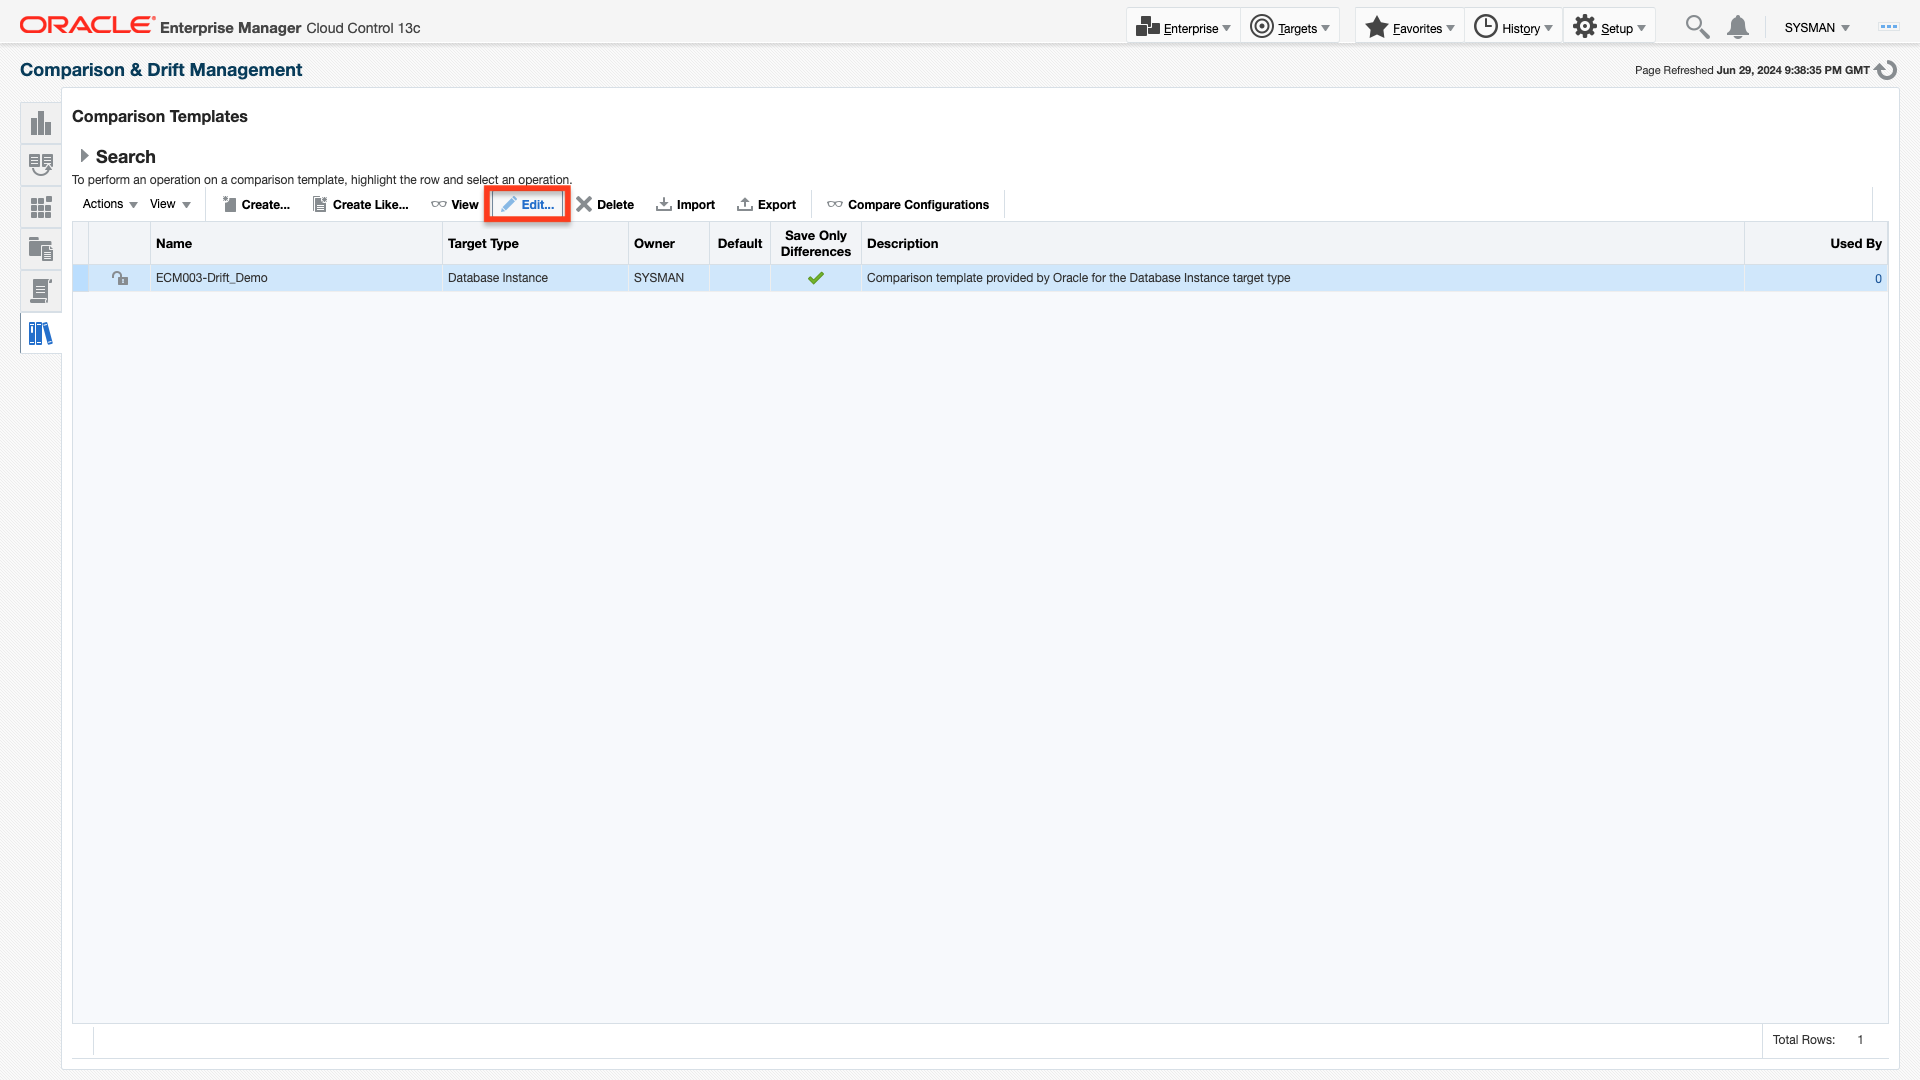 ORACLE Enterprise Manager Cloud Control 13c
Enterprise Targets Favorites History Setup SYSMAN
Comparison & Drift Management
Page Refreshed Jun 29, 2024 9:38:35 PM GMT
Comparison Templates
Search
To perform an operation on a comparison template, highlight the row and select an operation.
Actions View Create... Create Like... View Edit... Delete Import Export Compare Configurations
Name Target Type Owner Default Save Only Differences Description Used By
ECM003-Drift_Demo Database Instance SYSMAN Comparison template provided by Oracle for the Database Instance target type 0
Total Rows: 1